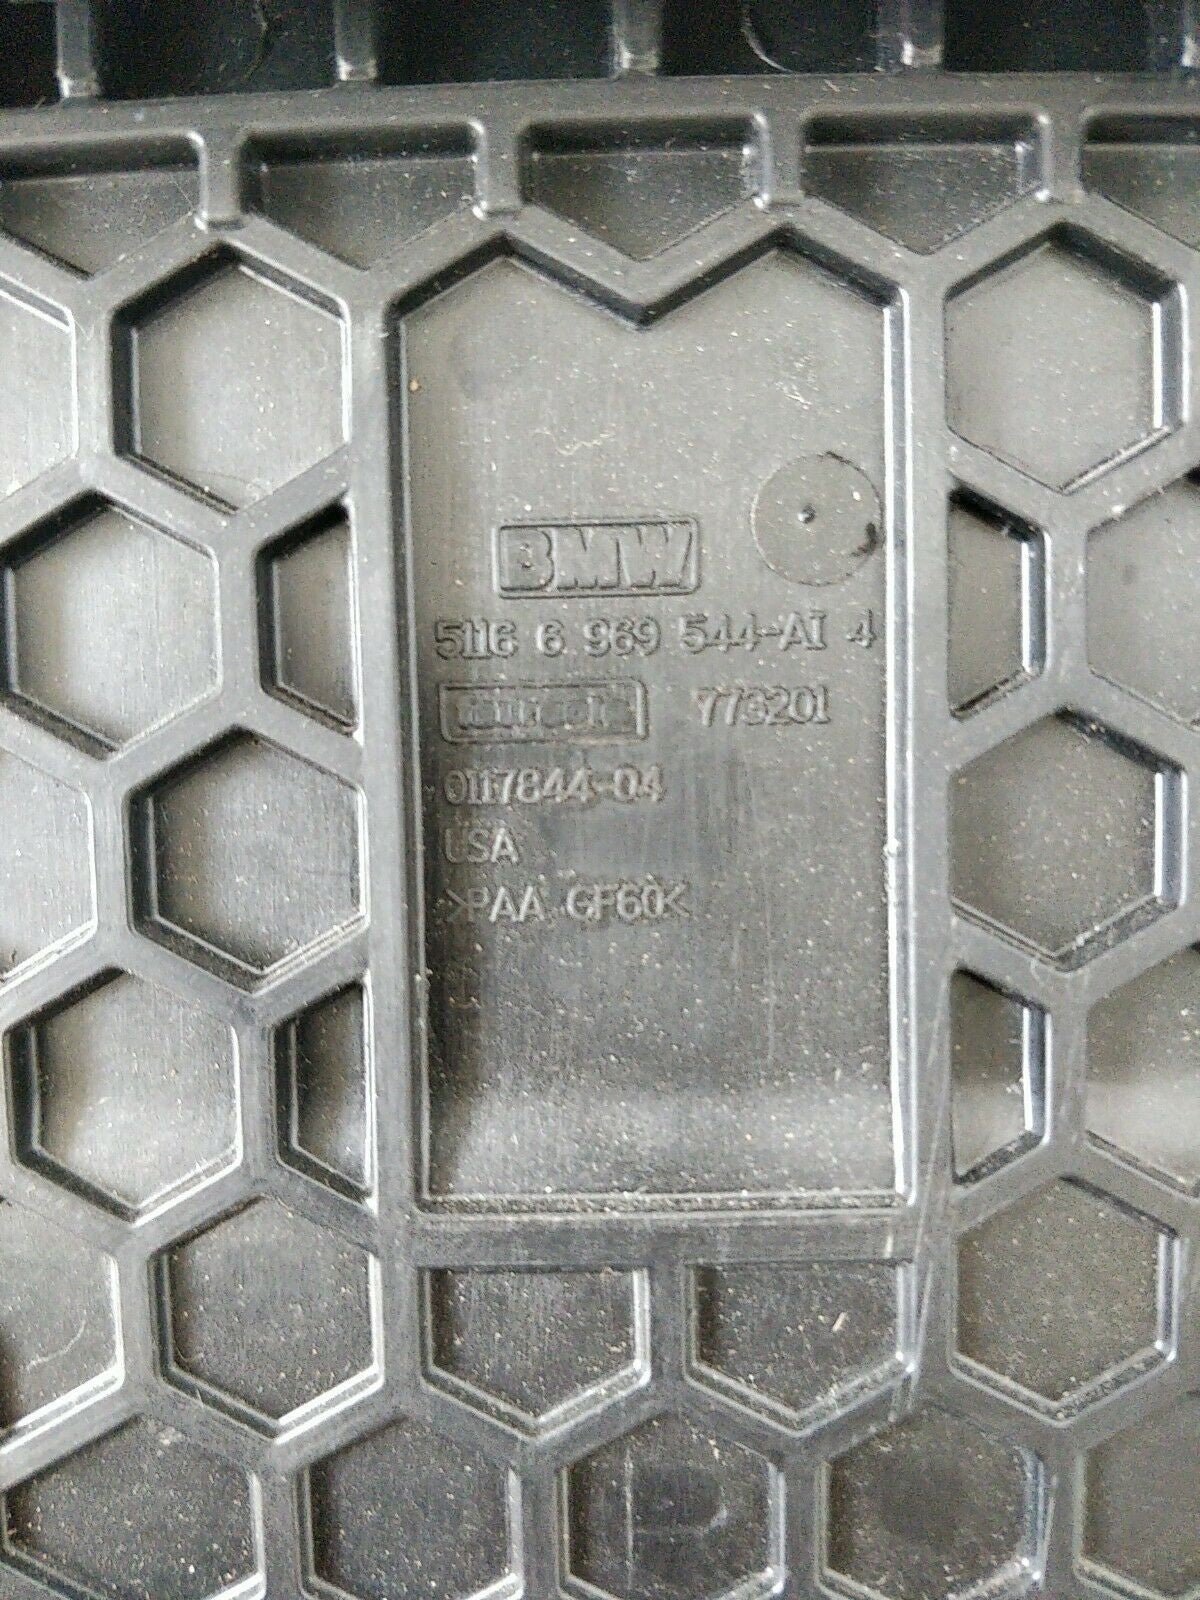 BMW
5116 6 969 544-AI 4
773201
0117844-04
USA
>PAA GF60<